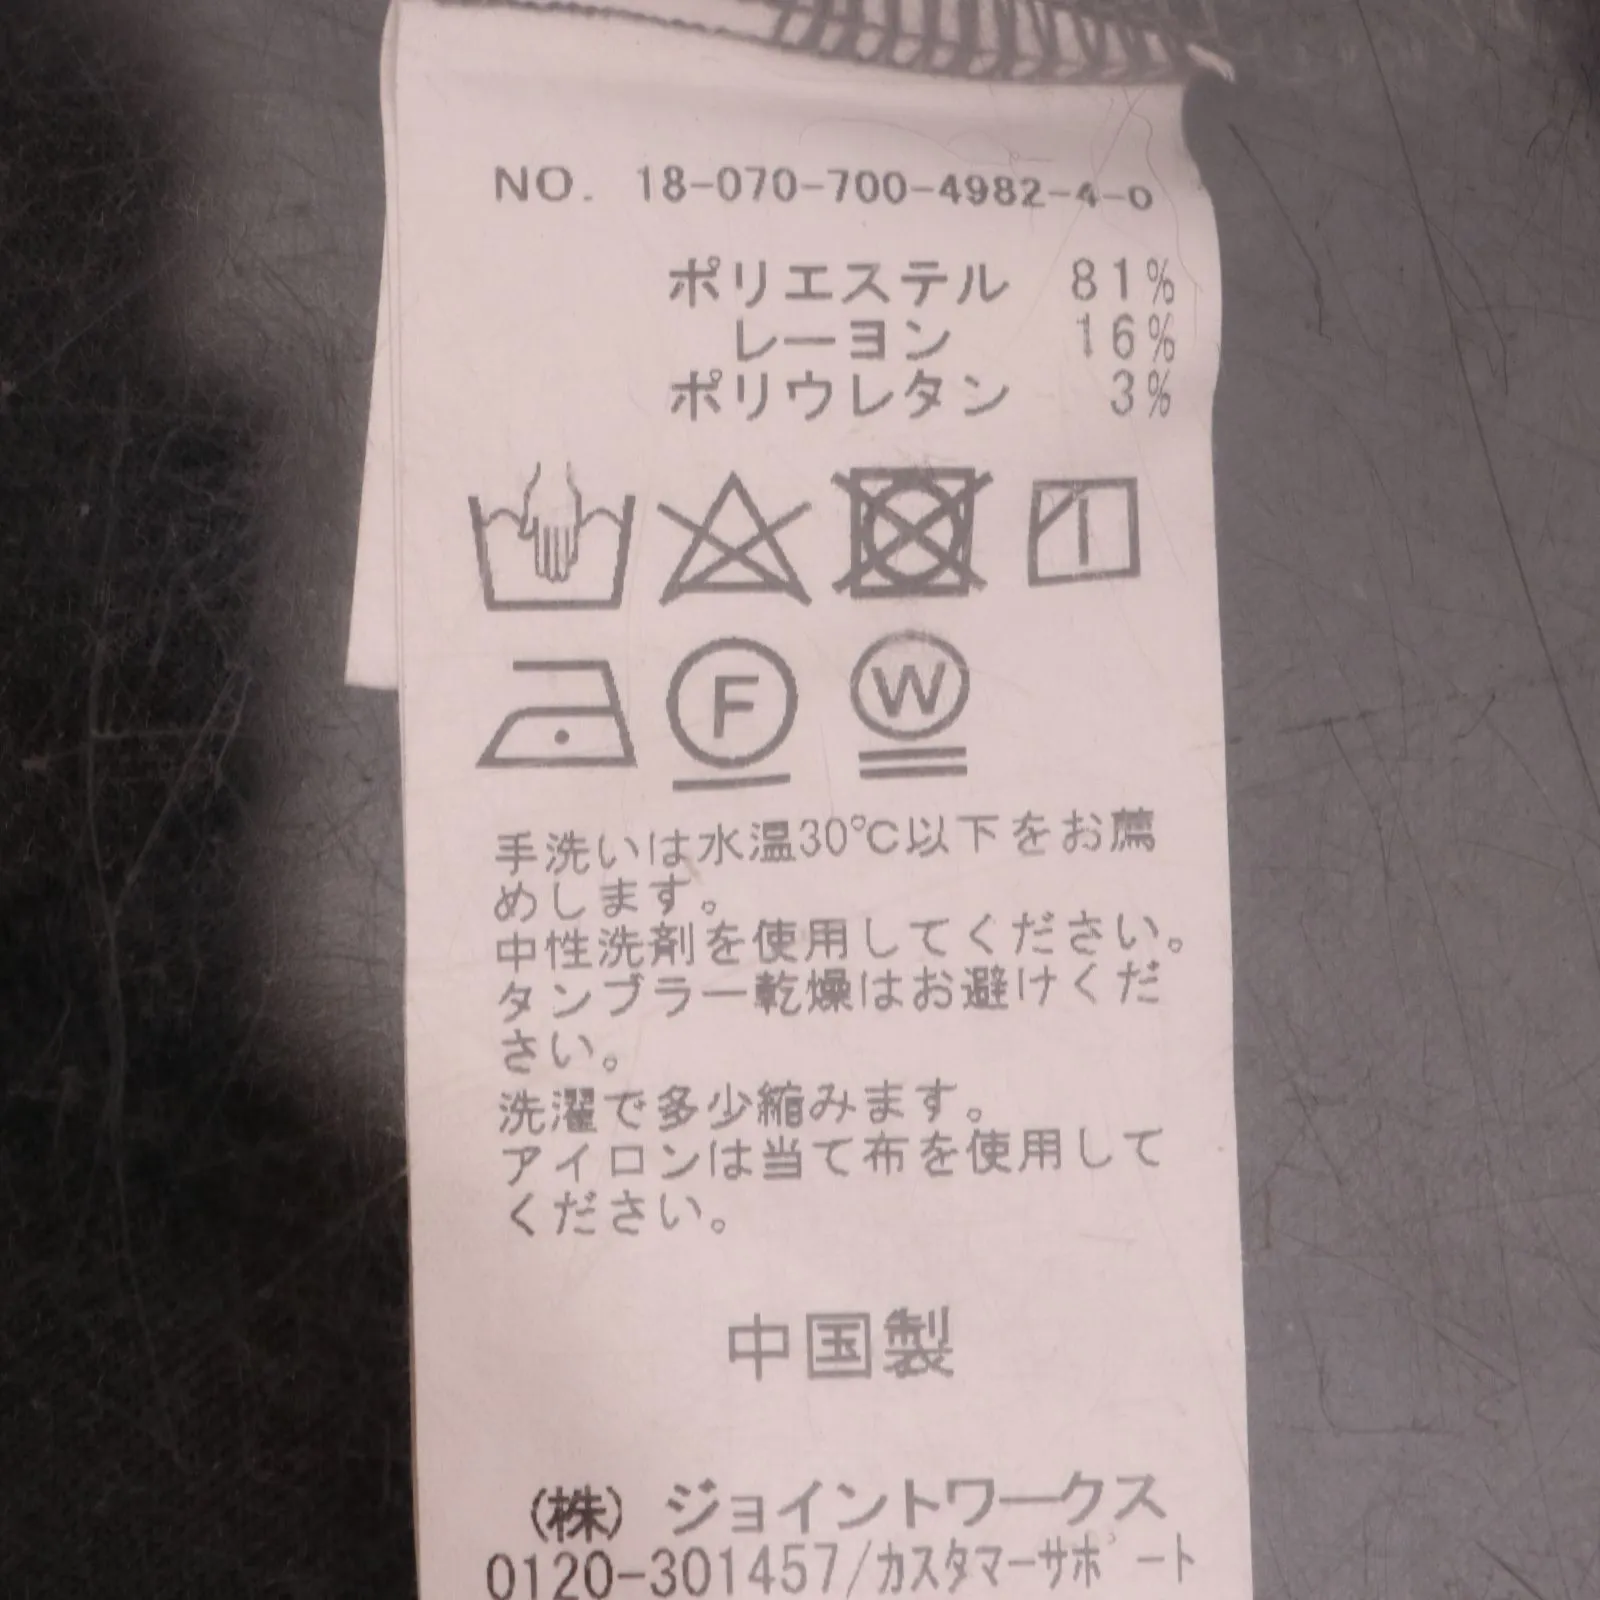 NO. 18-070-700-4982-4-0
ポリエステル 81%
レーヨン 16%
ポリウレタン 3%
F
W
手洗いは水温30℃以下をお薦
めします。
中性洗剤を使用してください。
タンブラー乾燥はお避けくだ
さい。
洗濯で多少縮みます。
アイロンは当て布を使用して
ください。
中国製
(株)ジョイントワークス
0120-301457/カスタマーサポート